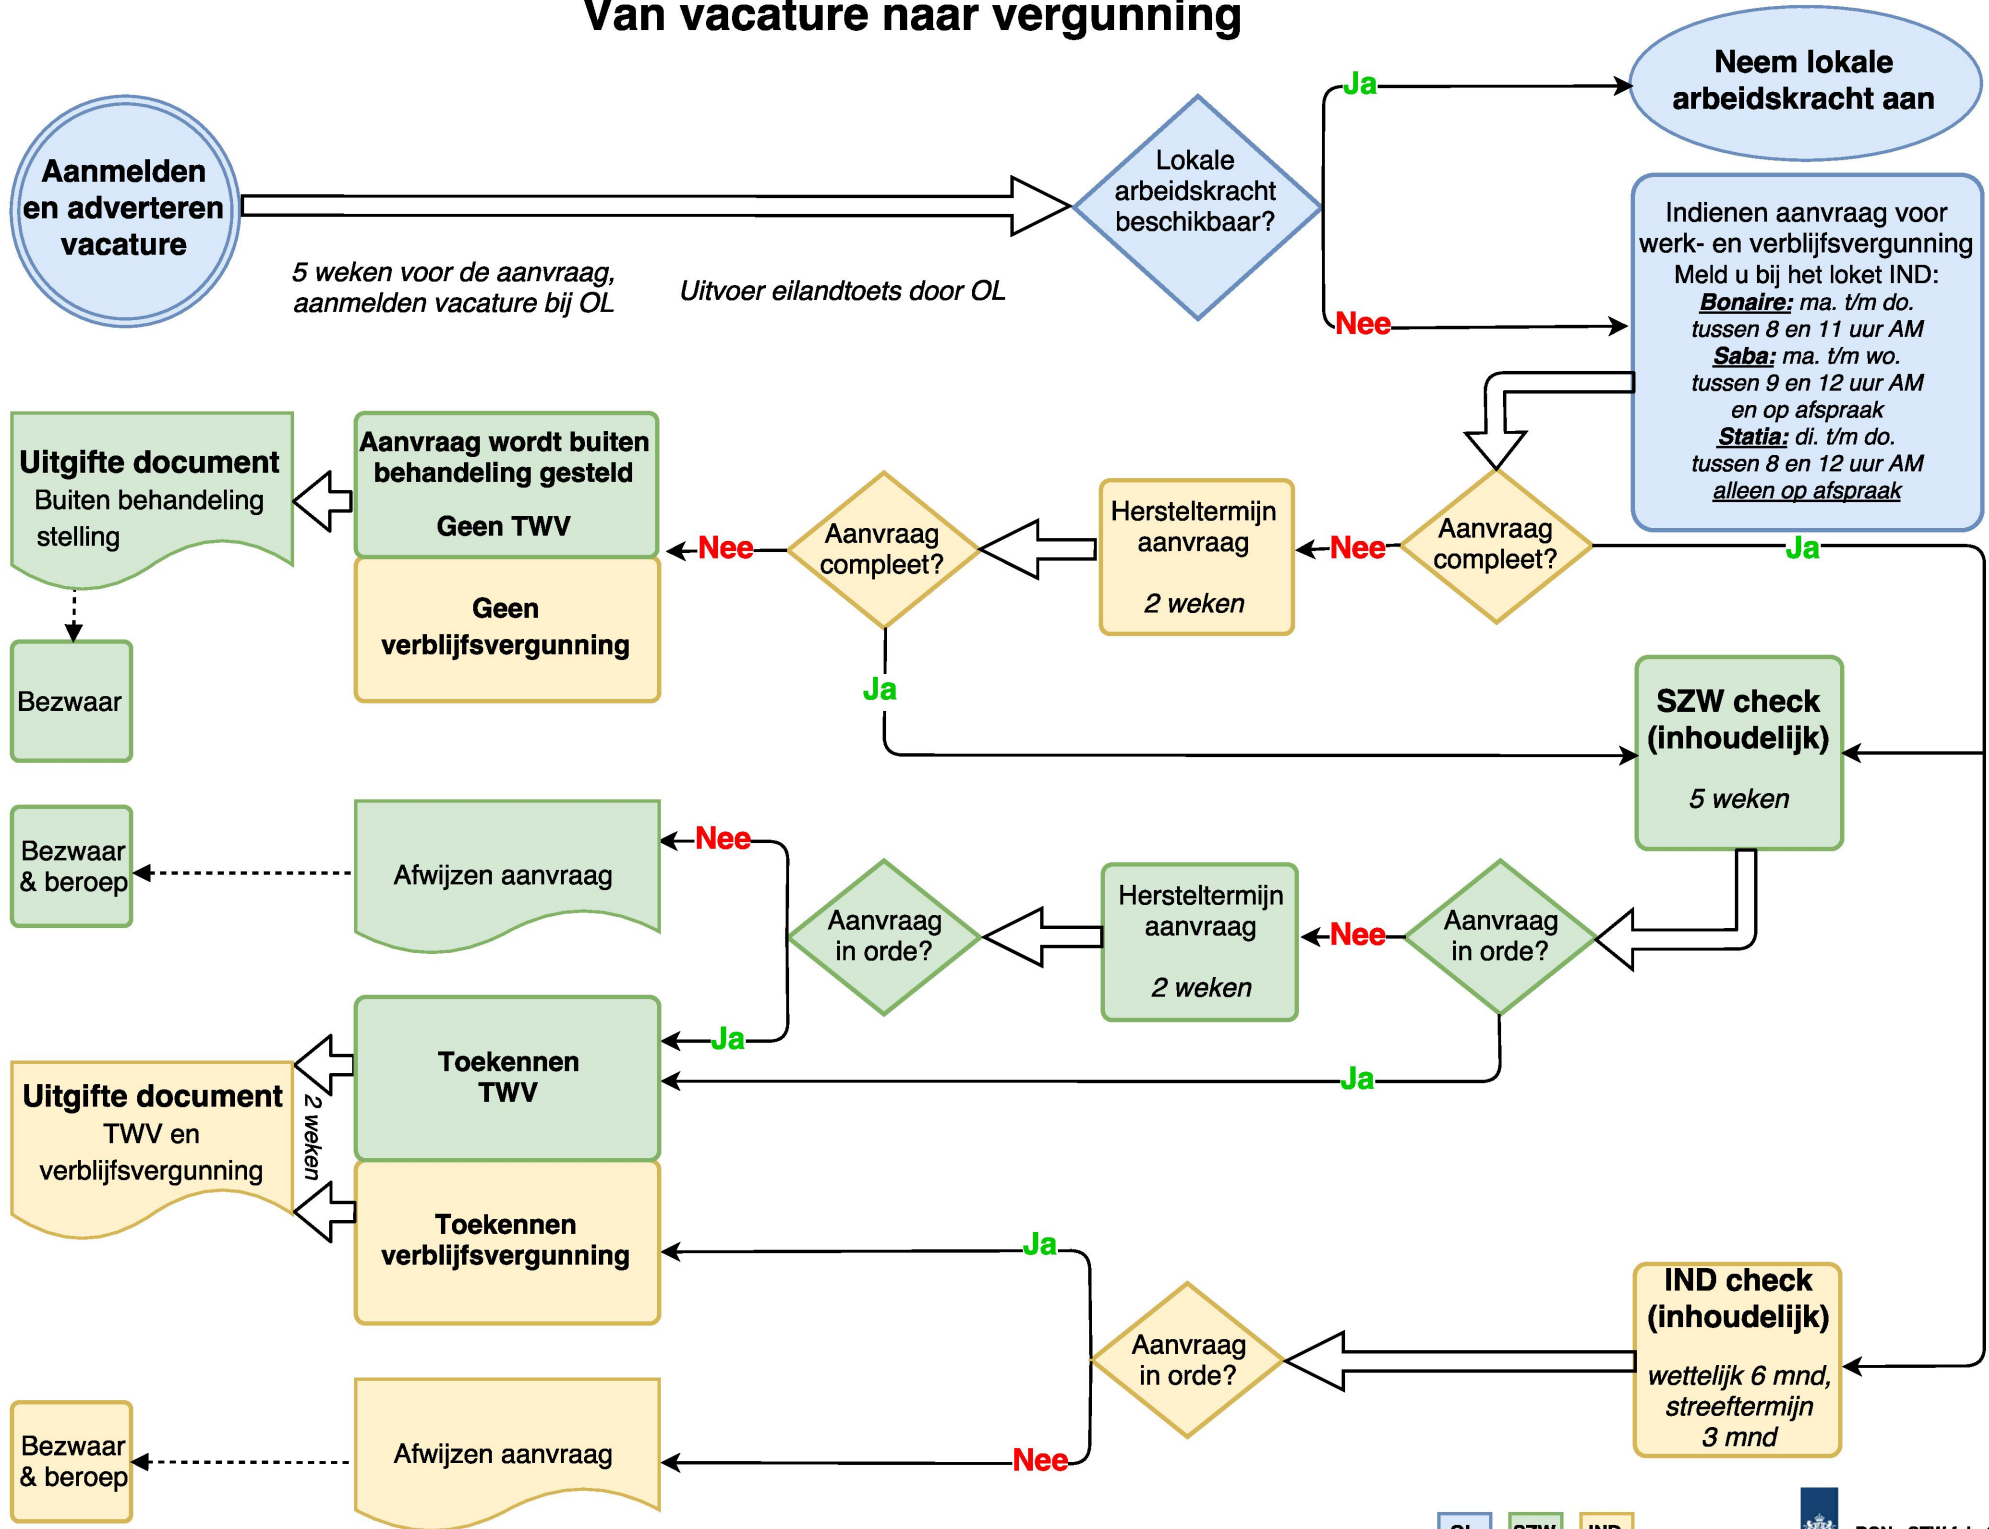 Van vacature naar vergunning
Aanmelden
en adverteren
vacature
5 weken voor de aanvraag,
aanmelden vacature bij OL
Uitvoer eilandtoets door OL
Lokale
arbeidskracht
beschikbaar?
Ja
Neem lokale
arbeidskracht aan
Nee
Indienen aanvraag voor
werk- en verblijfsvergunning
Meld u bij het loket IND:
Bonaire: ma. t/m do.
tussen 8 en 11 uur AM
Saba: ma. t/m wo.
tussen 9 en 12 uur AM
en op afspraak
Statia: di. t/m do.
tussen 8 en 12 uur AM
alleen op afspraak
Aanvraag
compleet?
Ja
Nee
Hersteltermijn
aanvraag
2 weken
Aanvraag
compleet?
Nee
Ja
Aanvraag wordt buiten
behandeling gesteld
Geen TWV
Geen
verblijfsvergunning
Uitgifte document
Buiten behandeling
stelling
Bezwaar
SZW check
(inhoudelijk)
5 weken
Aanvraag
in orde?
Nee
Ja
Hersteltermijn
aanvraag
2 weken
Aanvraag
in orde?
Nee
Ja
Afwijzen aanvraag
Bezwaar
& beroep
Toekennen
TWV
Toekennen
verblijfsvergunning
2 weken
Uitgifte document
TWV en
verblijfsvergunning
IND check
(inhoudelijk)
wettelijk 6 mnd,
streeftermijn
3 mnd
Aanvraag
in orde?
Ja
Nee
Afwijzen aanvraag
Bezwaar
& beroep
OL
SZW
IND